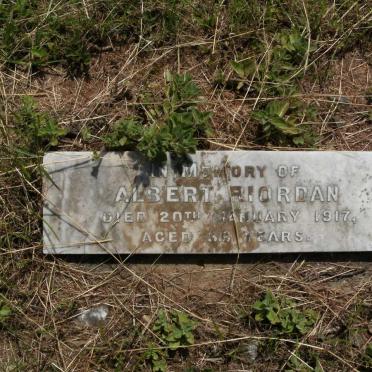 IN MEMORY OF
ALBERT RIORDAN
DIED 20TH JANUARY 1917.
AGED YEARS.